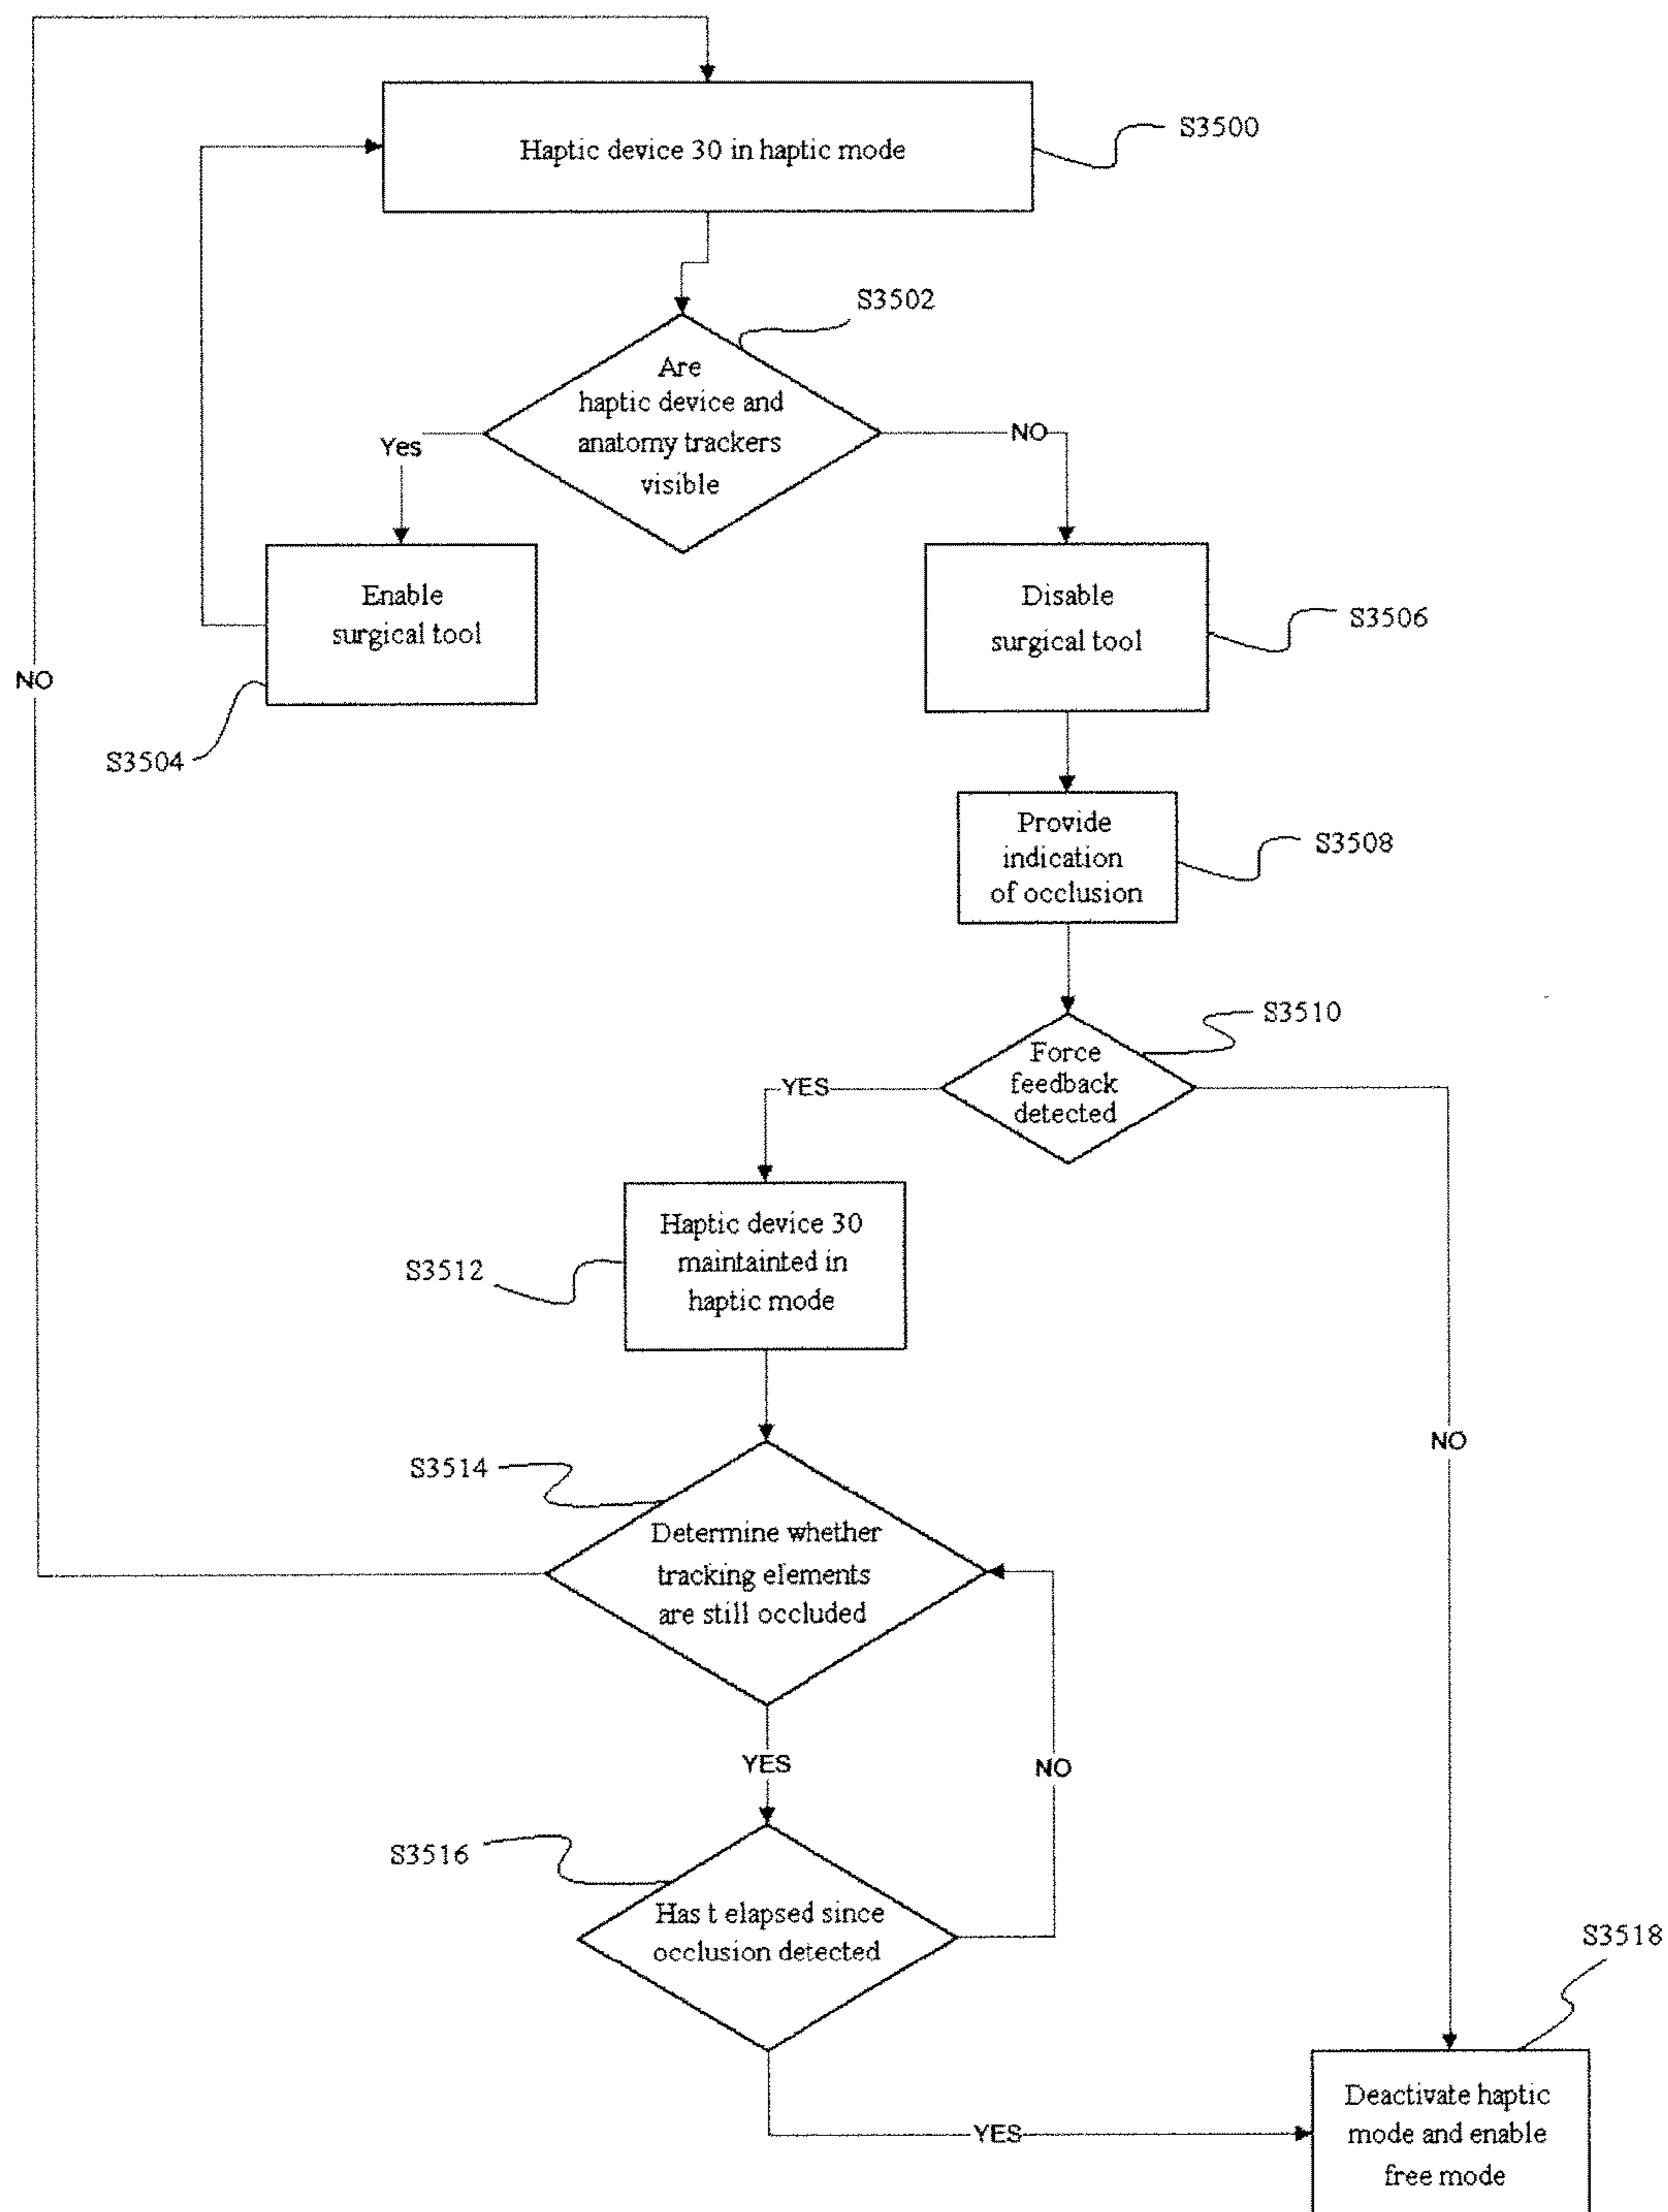 Haptic device 30 in haptic mode
S3500
S3502
Are
haptic device and
anatomy trackers
visible
Yes
NO
Enable
surgical tool
S3504
Disable
surgical tool
S3506
NO
Provide
indication
of occlusion
S3508
Force
feedback
detected
S3510
YES
NO
Haptic device 30
maintainted in
haptic mode
S3512
S3514
Determine whether
tracking elements
are still occluded
YES
NO
S3516
Has t elapsed since
occlusion detected
YES
S3518
Deactivate haptic
mode and enable
free mode